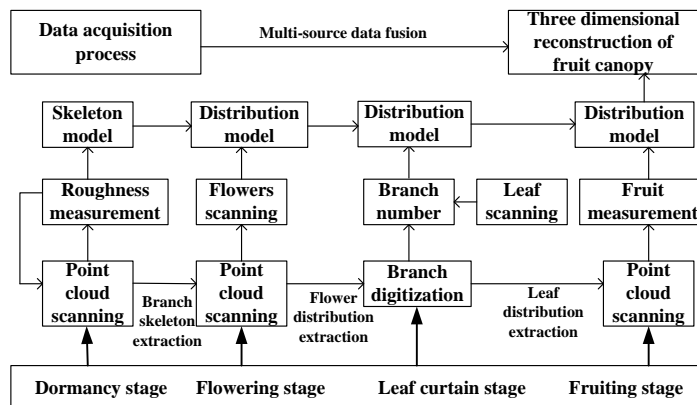 Data acquisition
process
Multi-source data fusion
Three dimensional
reconstruction of
fruit canopy
Skeleton
model
Distribution
model
Distribution
model
Distribution
model
Roughness
measurement
Flowers
scanning
Branch
number
Leaf
scanning
Fruit
measurement
Point
cloud
scanning
Branch
skeleton
extraction
Point
cloud
scanning
Flower
distribution
extraction
Branch
digitization
Leaf
distribution
extraction
Point
cloud
scanning
Dormancy stage
Flowering stage
Leaf curtain stage
Fruiting stage